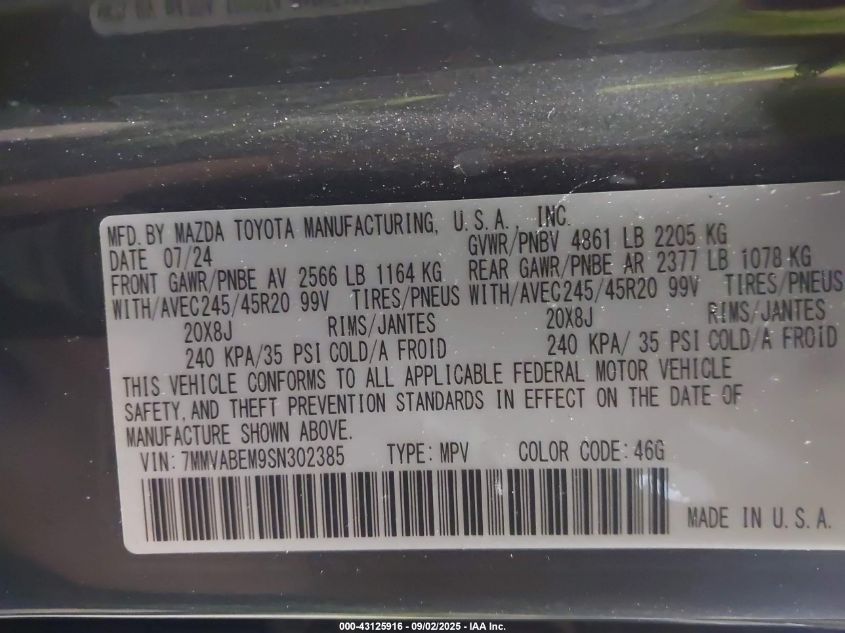 MFD. BY MAZDA TOYOTA MANUFACTURING, U.S.A., INC.
DATE 07/24 GVWR/PNBV 4861 LB 2205 KG
FRONT GAWR/PNBE AV 2566 LB 1164 KG REAR GAWR/PNBE AR 2377 LB 1078 KG
WITH/AVEC245/45R20 99V TIRES/PNEUS WITH/AVEC245/45R20 99V TIRES/PNEUS
20X8J RIMS/JANTES 20X8J RIMS/JANTES
240 KPA/35 PSI COLD/A FROID 240 KPA/ 35 PSI COLD/A FROID
THIS VEHICLE CONFORMS TO ALL APPLICABLE FEDERAL MOTOR VEHICLE
SAFETY, AND THEFT PREVENTION STANDARDS IN EFFECT ON THE DATE OF
MANUFACTURE SHOWN ABOVE.
VIN: 7MMVABEM9SN302385 TYPE: MPV COLOR CODE: 46G
MADE IN U.S.A.
000-43125916 - 09/02/2025 - IAA Inc.